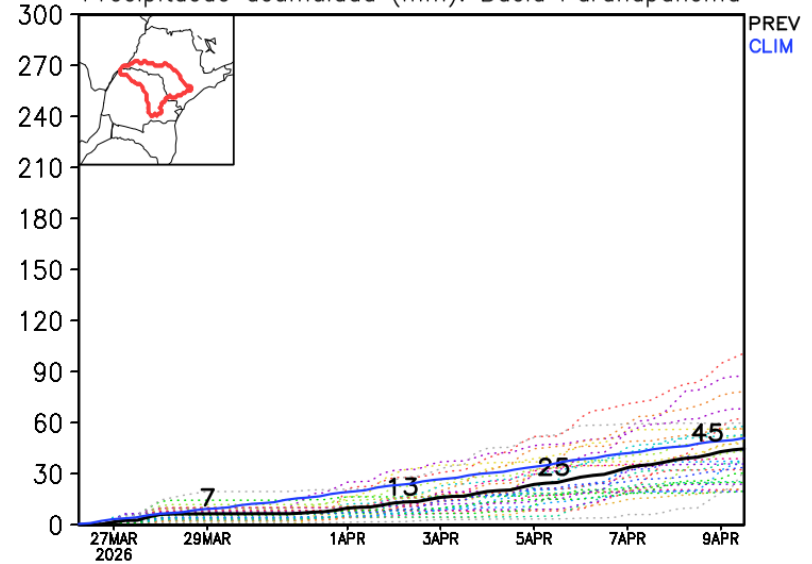 Precipitacao acumulada (mm): Bacia Paranapanema
PREV
CLIM
300
270
240
210
180
150
120
90
60
30
0
7
13
25
45
27MAR
2026
29MAR
1APR
3APR
5APR
7APR
9APR